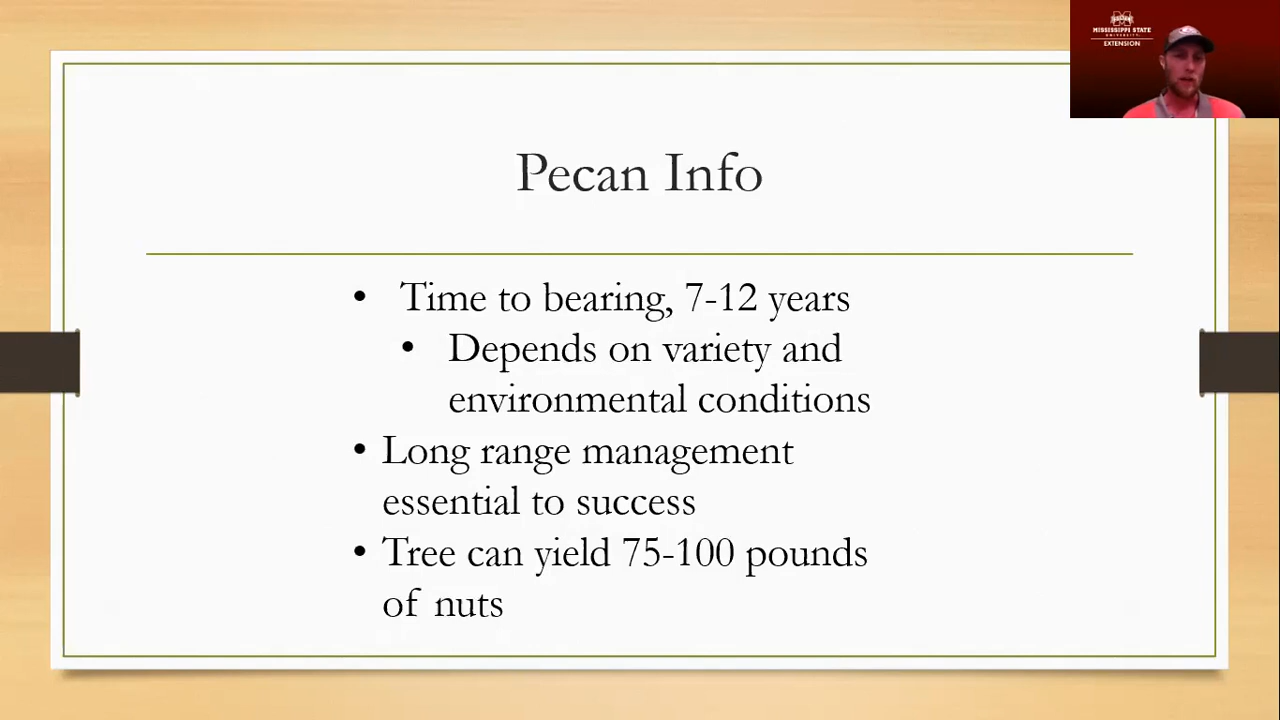 MISSISSIPPI STATE
UNIVERSITY
EXTENSION
Pecan Info
• Time to bearing, 7-12 years
• Depends on variety and
environmental conditions
• Long range management
essential to success
• Tree can yield 75-100 pounds
of nuts